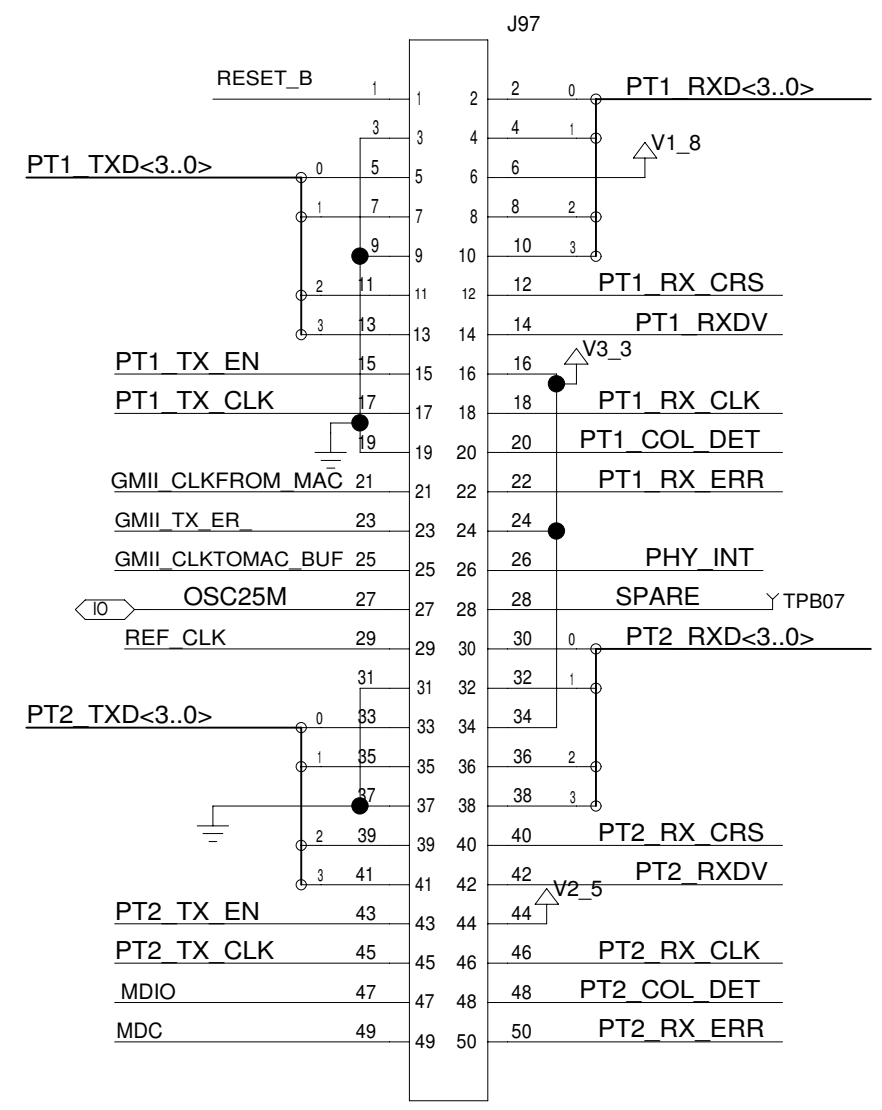 J97
RESET_B 1 1 2 2 0 PT1_RXD<3..0>
3 3 4 4 1
V1_8
PT1_TXD<3..0> 0 5 5 6 6
1 7 7 8 8 2
9 9 10 10 3
2 11 11 12 12 PT1_RX_CRS
3 13 13 14 14 PT1_RXDV
V3_3
PT1_TX_EN 15 15 16 16
PT1_TX_CLK 17 17 18 18 PT1_RX_CLK
19 19 20 20 PT1_COL_DET
GMII_CLKFROM_MAC 21 21 22 22 PT1_RX_ERR
GMII_TX_ER_ 23 23 24 24
GMII_CLKTOMAC_BUF 25 25 26 26 PHY_INT
IO OSC25M 27 27 28 28 SPARE TPB07
REF_CLK 29 29 30 30 0 PT2_RXD<3..0>
31 31 32 32 1
PT2_TXD<3..0> 0 33 33 34 34
1 35 35 36 36 2
37 37 38 38 3
2 39 39 40 40 PT2_RX_CRS
3 41 41 42 42 PT2_RXDV
V2_5
PT2_TX_EN 43 43 44 44
PT2_TX_CLK 45 45 46 46 PT2_RX_CLK
MDIO 47 47 48 48 PT2_COL_DET
MDC 49 49 50 50 PT2_RX_ERR